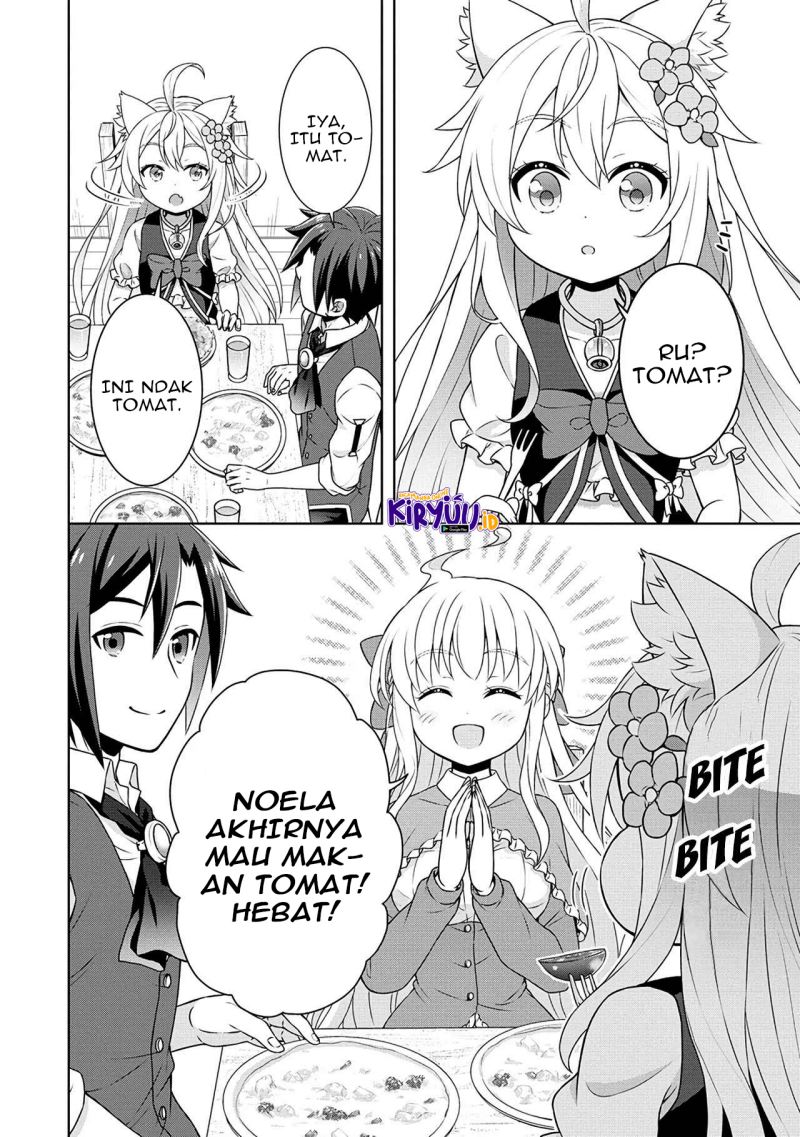 RU?
TOMAT?
IYA,
ITU TO-
MAT.
INI NDAK
TOMAT.
KIRYUU.ID
NOELA
AKHIRNYA
MAU MAK-
AN TOMAT!
HEBAT!
BITE
BITE